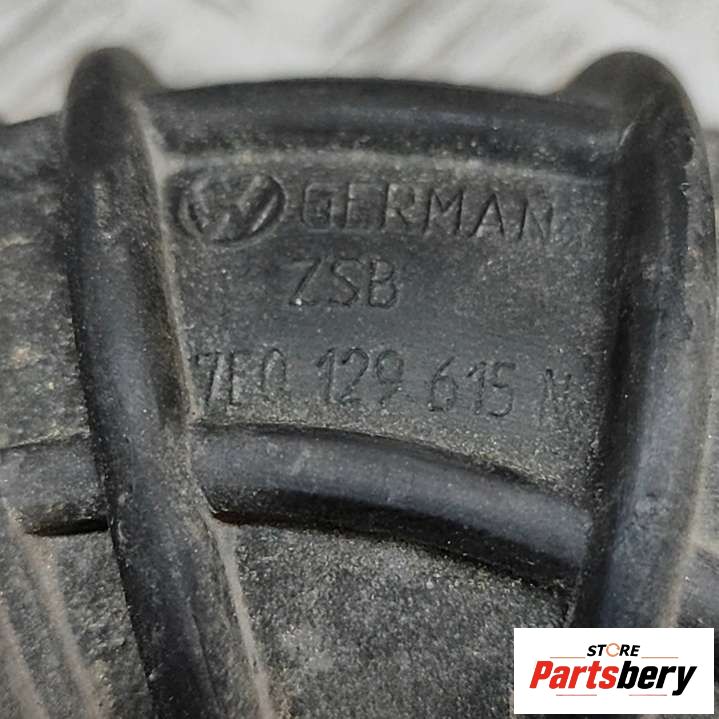 GERMAN
ZSB
7E0 129 615 N
STORE
Partsbery